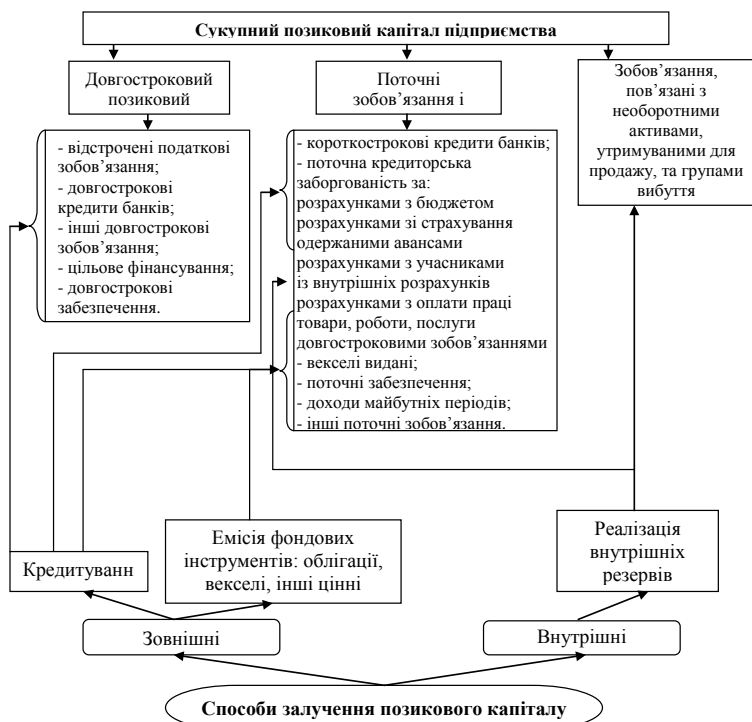 Сукупний позиковий капітал підприємства
Довгостроковий
позиковий
Поточні
зобов’язання і
Зобов’язання,
пов’язані з
необоротними
активами,
утримуваними для
продажу, та групами
вибуття
- відстрочені податкові
зобов’язання;
- довгострокові
кредити банків;
- інші довгострокові
зобов’язання;
- цільове фінансування;
- довгострокові
забезпечення.
- короткострокові кредити банків;
- поточна кредиторська
заборгованість за:
розрахунками з бюджетом
розрахунками зі страхування
одержаними авансами
розрахунками з учасниками
із внутрішніх розрахунків
розрахунками з оплати праці
товари, роботи, послуги
довгостроковими зобов’язаннями
- векселі видані;
- поточні забезпечення;
- доходи майбутніх періодів;
- інші поточні зобов’язання.
Кредитуванн
Емісія фондових
інструментів: облігації,
векселі, інші цінні
Реалізація
внутрішніх
резервів
Зовнішні
Внутрішні
Способи залучення позикового капіталу